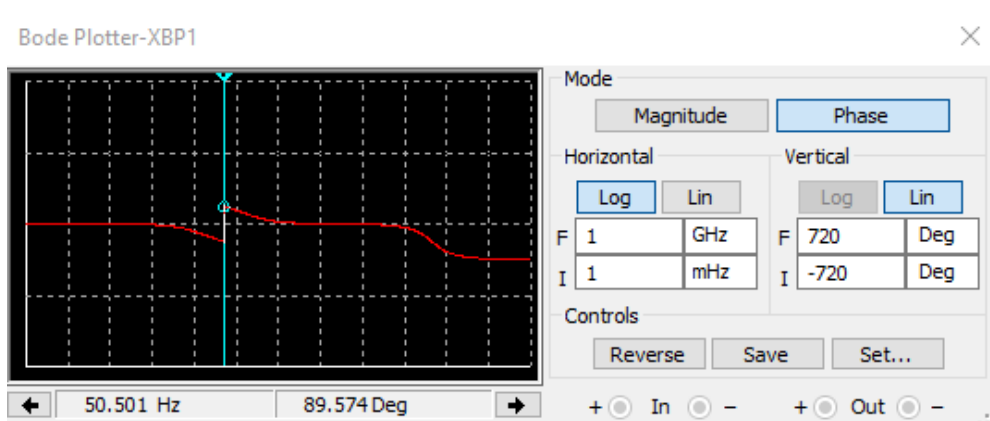 Bode Plotter-XBP1
Mode
Magnitude Phase
Horizontal Vertical
Log Lin Log Lin
F 1 GHz F 720 Deg
I 1 mHz I -720 Deg
Controls
Reverse Save Set...
50.501 Hz 89.574 Deg + In - + Out -